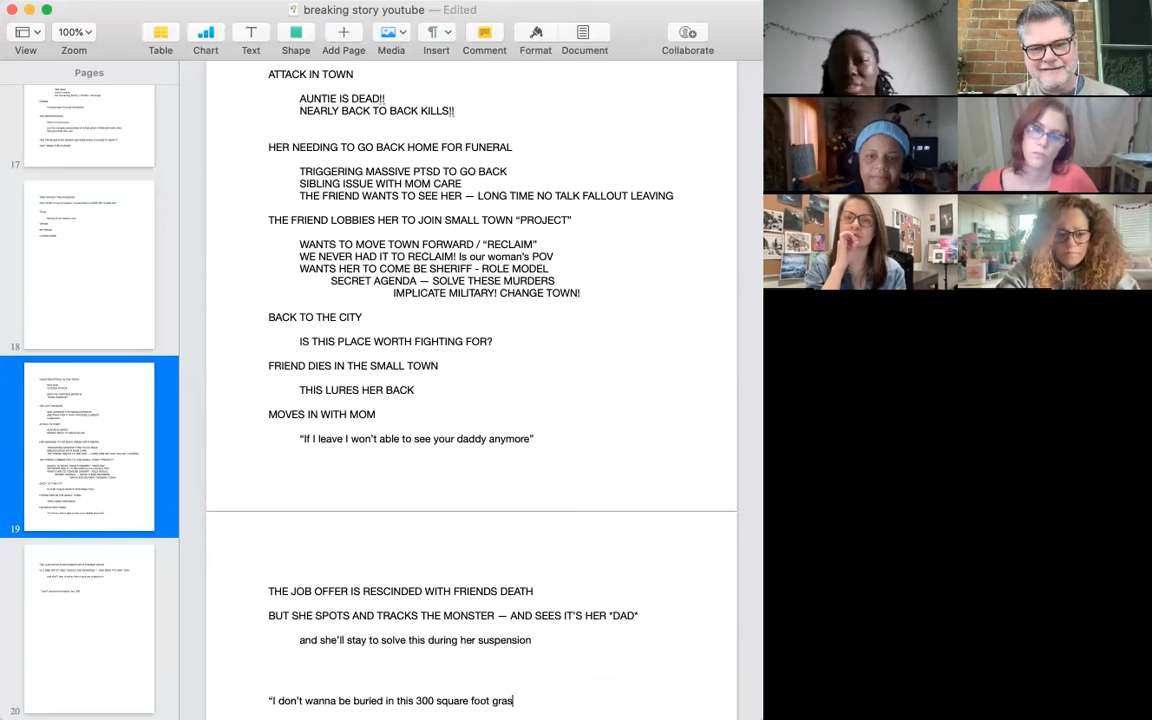 breaking story youtube — Edited
View
100%
Zoom
Table
Chart
Text
Shape
Add Page
Media
Insert
Comment
Format
Document
Collaborate
Pages
17
18
19
20
ATTACK IN TOWN
AUNTIE IS DEAD!!
NEARLY BACK TO BACK KILLS!!
HER NEEDING TO GO BACK HOME FOR FUNERAL
TRIGGERING MASSIVE PTSD TO GO BACK
SIBLING ISSUE WITH MOM CARE
THE FRIEND WANTS TO SEE HER — LONG TIME NO TALK FALLOUT LEAVING
THE FRIEND LOBBIES HER TO JOIN SMALL TOWN “PROJECT”
WANTS TO MOVE TOWN FORWARD / “RECLAIM”
WE NEVER HAD IT TO RECLAIM! Is our woman’s POV
WANTS HER TO COME BE SHERIFF - ROLE MODEL
SECRET AGENDA — SOLVE THESE MURDERS
IMPLICATE MILITARY! CHANGE TOWN!
BACK TO THE CITY
IS THIS PLACE WORTH FIGHTING FOR?
FRIEND DIES IN THE SMALL TOWN
THIS LURES HER BACK
MOVES IN WITH MOM
“If I leave I won’t able to see your daddy anymore”
THE JOB OFFER IS RESCINDED WITH FRIENDS DEATH
BUT SHE SPOTS AND TRACKS THE MONSTER — AND SEES IT’S HER *DAD*
and she’ll stay to solve this during her suspension
“I don’t wanna be buried in this 300 square foot gras